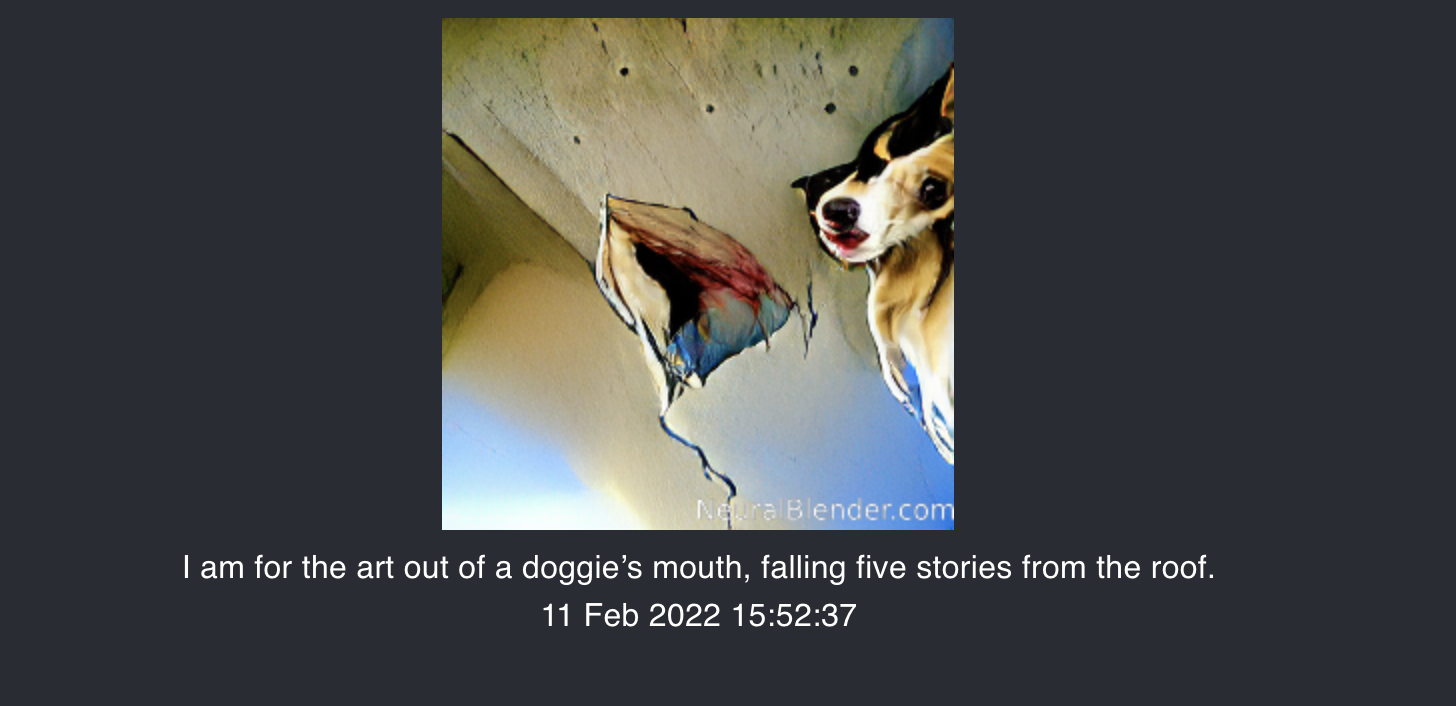 NeuralBlender.com
I am for the art out of a doggie’s mouth, falling five stories from the roof.
11 Feb 2022 15:52:37